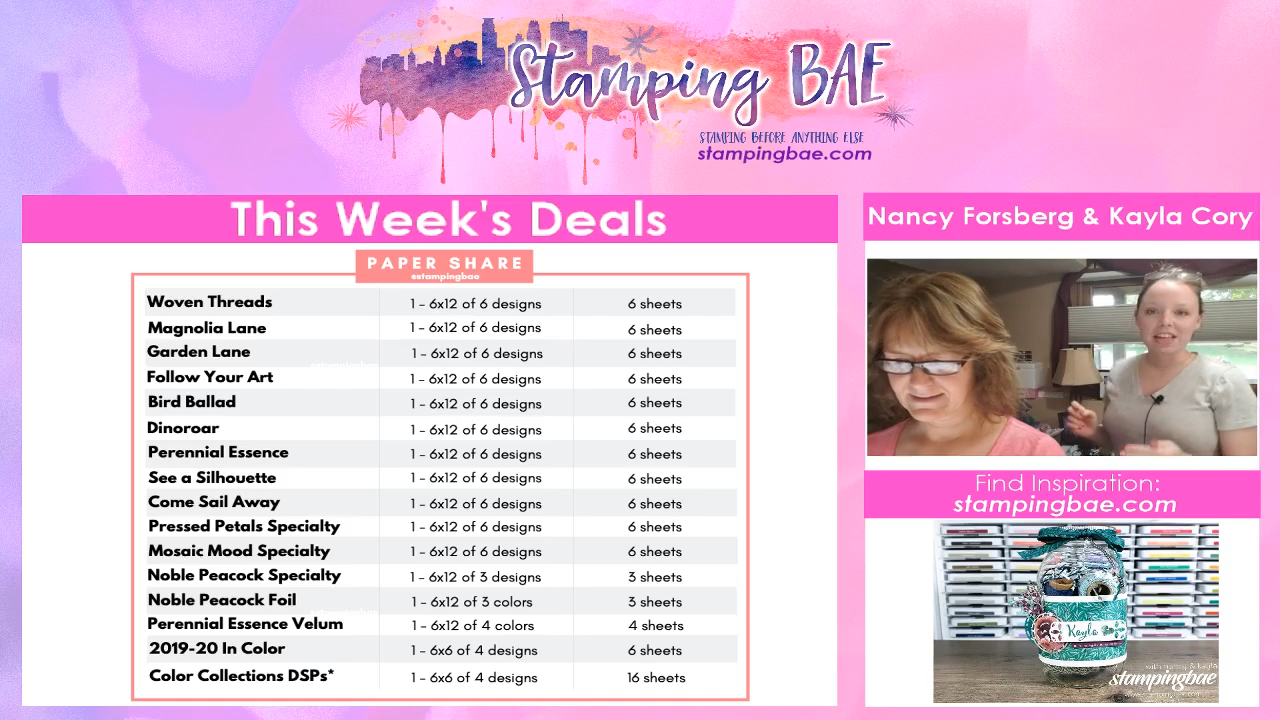 Stamping BAE
STAMPING BEFORE ANYTHING ELSE
stampingbae.com
This Week's Deals
PAPER SHARE
@stampingbae
Woven Threads 1 - 6x12 of 6 designs 6 sheets
Magnolia Lane 1 - 6x12 of 6 designs 6 sheets
Garden Lane 1 - 6x12 of 6 designs 6 sheets
Follow Your Art 1 - 6x12 of 6 designs 6 sheets
Bird Ballad 1 - 6x12 of 6 designs 6 sheets
Dinoroar 1 - 6x12 of 6 designs 6 sheets
Perennial Essence 1 - 6x12 of 6 designs 6 sheets
See a Silhouette 1 - 6x12 of 6 designs 6 sheets
Come Sail Away 1 - 6x12 of 6 designs 6 sheets
Pressed Petals Specialty 1 - 6x12 of 6 designs 6 sheets
Mosaic Mood Specialty 1 - 6x12 of 6 designs 6 sheets
Noble Peacock Specialty 1 - 6x12 of 3 designs 3 sheets
Noble Peacock Foil 1 - 6x12 of 3 colors 3 sheets
Perennial Essence Velum 1 - 6x12 of 4 colors 4 sheets
2019-20 In Color 1 - 6x6 of 4 designs 6 sheets
Color Collections DSPs* 1 - 6x6 of 4 designs 16 sheets
Nancy Forsberg & Kayla Cory
Find Inspiration:
stampingbae.com
Kayla
with nancy & kayla
stampingbae